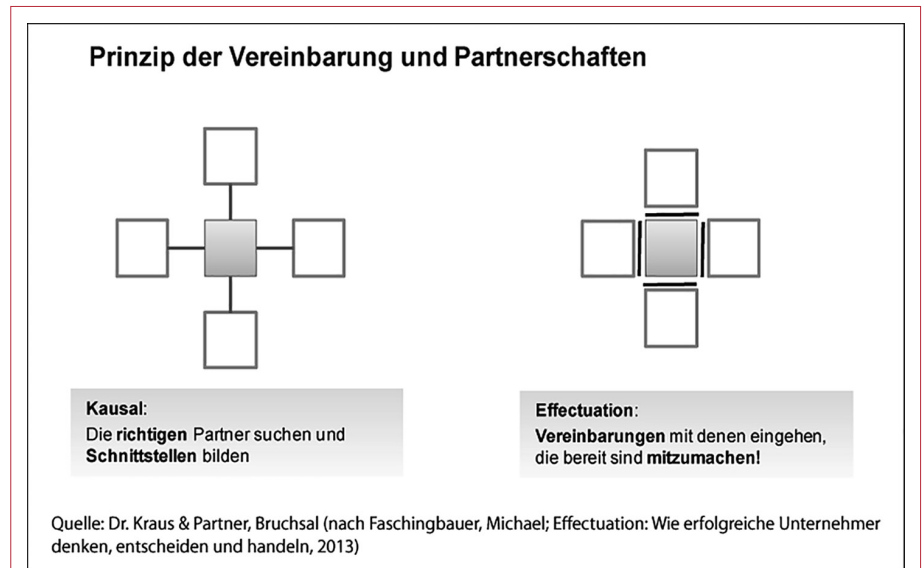 Prinzip der Vereinbarung und Partnerschaften
Kausal:
Die richtigen Partner suchen und
Schnittstellen bilden
Effectuation:
Vereinbarungen mit denen eingehen,
die bereit sind mitzumachen!
Quelle: Dr. Kraus & Partner, Bruchsal (nach Faschingbauer, Michael; Effectuation: Wie erfolgreiche Unternehmer
denken, entscheiden und handeln, 2013)